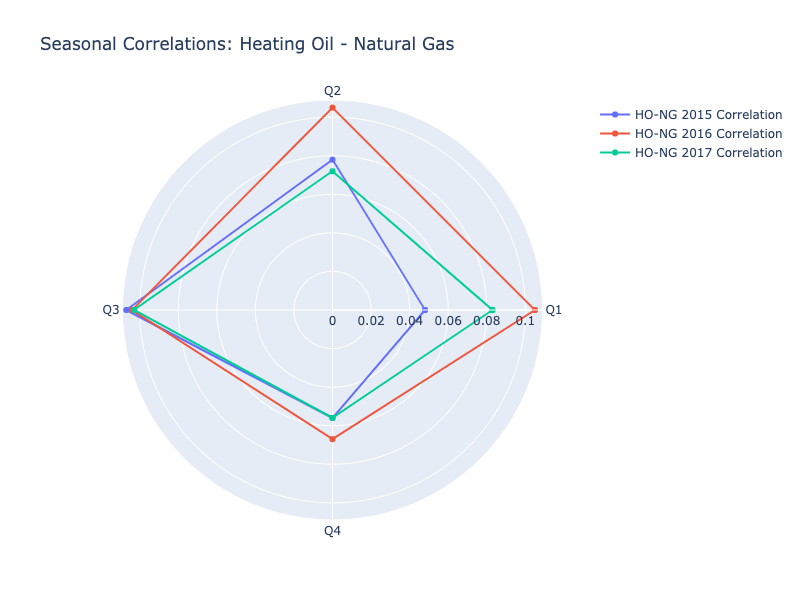 Seasonal Correlations: Heating Oil - Natural Gas
Q2
HO-NG 2015 Correlation
HO-NG 2016 Correlation
HO-NG 2017 Correlation
Q3
Q1
0 0.02 0.04 0.06 0.08 0.1
Q4